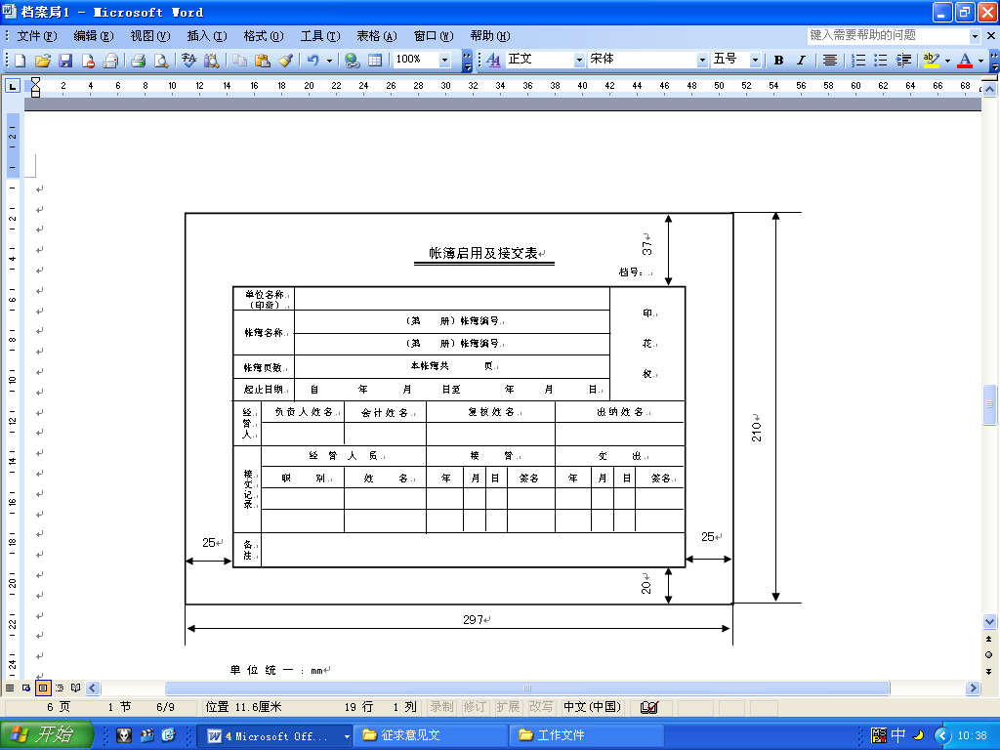 档案局1 - Microsoft Word
文件(F) 编辑(E) 视图(V) 插入(I) 格式(O) 工具(T) 表格(A) 窗口(W) 帮助(H) 键入需要帮助的问题
100% 正文 宋体 五号 B I A
2 4 6 8 10 12 14 16 18 20 22 24 26 28 30 32 34 36 38 40 42 44 46 48 50 52 54 56 58 60 62 64 66 68
帐簿启用及接交表
37
档号：
单位名称
（印鉴）
印
花
税
帐簿名称
（第 册）帐簿编号
（第 册）帐簿编号
帐簿页数 本帐簿共 页
起止日期 自 年 月 日至 年 月 日
经管人 负责人姓名 会计姓名 复核姓名 出纳姓名
接交记录 经管人员 接管 交出
职别 姓名 年 月 日 签名 年 月 日 签名
备注
25
25
20
210
297
单位统一：mm
6 页 1 节 6/9 位置 11.6厘米 19 行 1 列 录制 修订 扩展 改写 中文(中国)
开始 4 Microsoft Off... 征求意见文 工作文件 中 10:38